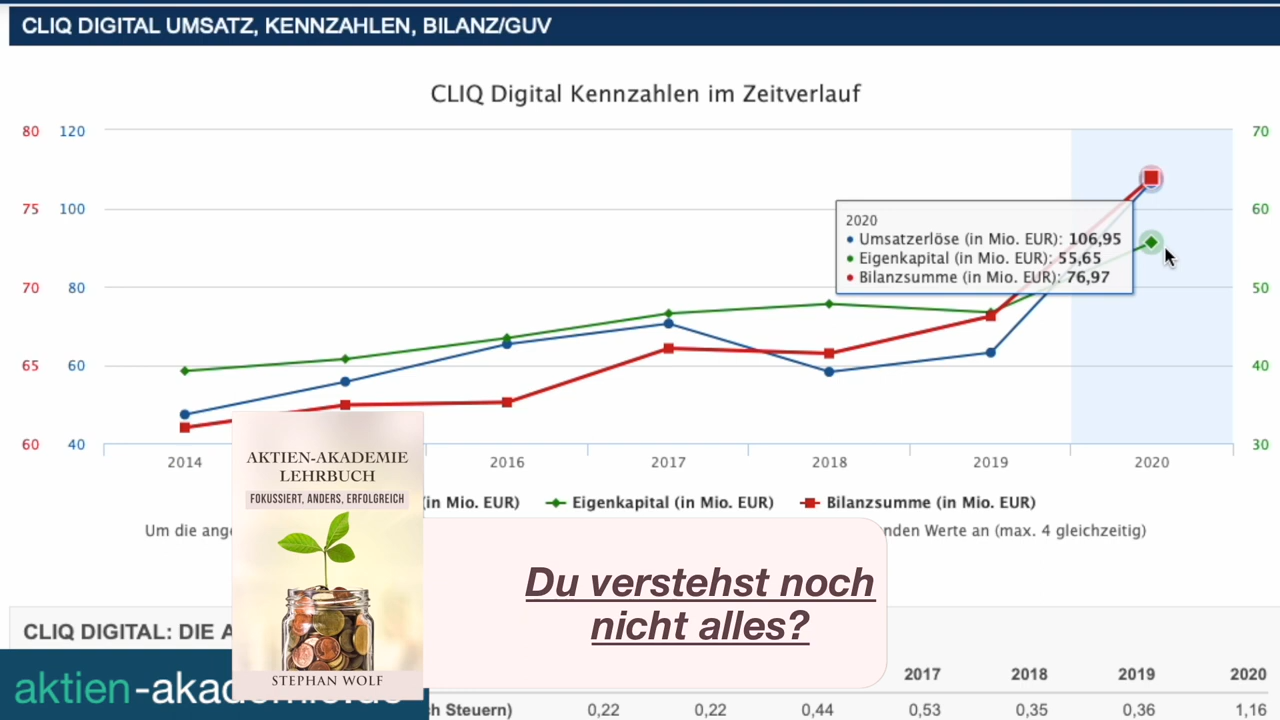 CLIQ DIGITAL UMSATZ, KENNZAHLEN, BILANZ/GUV
CLIQ Digital Kennzahlen im Zeitverlauf
80 120 70
75 100 60
70 80 50
65 60 40
60 40 30
2020
Umsatzerlöse (in Mio. EUR): 106,95
Eigenkapital (in Mio. EUR): 55,65
Bilanzsumme (in Mio. EUR): 76,97
2014 2016 2017 2018 2019 2020
(in Mio. EUR) Eigenkapital (in Mio. EUR) Bilanzsumme (in Mio. EUR)
Um die ange nden Werte an (max. 4 gleichzeitig)
AKTIEN-AKADEMIE
LEHRBUCH
FOKUSSIERT, ANDERS, ERFOLGREICH
STEPHAN WOLF
Du verstehst noch
nicht alles?
CLIQ DIGITAL: DIE A
2017 2018 2019 2020
ch Steuern) 0,22 0,22 0,44 0,53 0,35 0,36 1,16